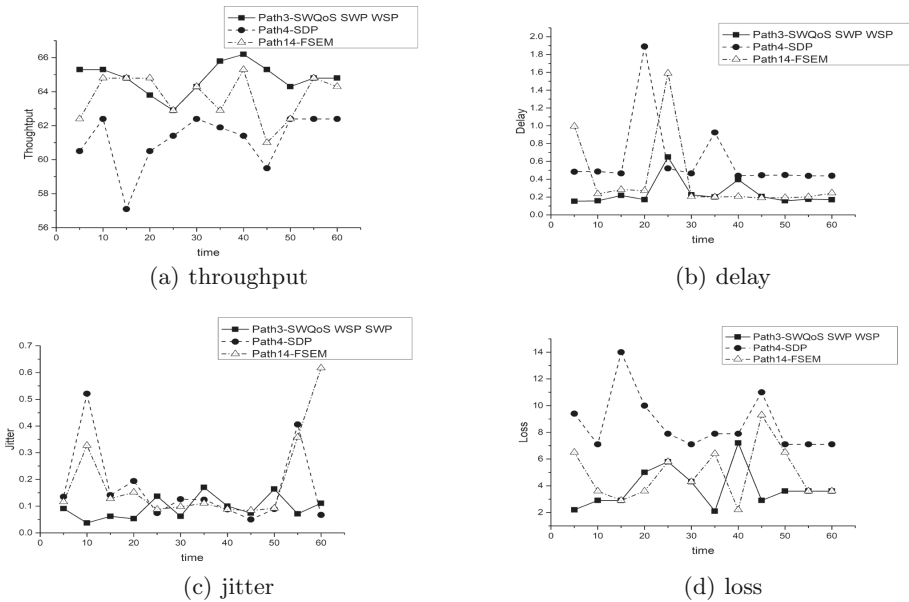 Path3-SWQoS SWP WSP
Path4-SDP
Path14-FSEM
66
64
62
60
58
56
Thoughtput
0
10
20
30
40
50
60
time
(a) throughput
Path3-SWQoS SWP WSP
Path4-SDP
Path14-FSEM
2.0
1.8
1.6
1.4
1.2
1.0
0.8
0.6
0.4
0.2
0.0
Delay
0
10
20
30
40
50
60
time
(b) delay
Path3-SWQoS WSP SWP
Path4-SDP
Path14-FSEM
0.7
0.6
0.5
0.4
0.3
0.2
0.1
0.0
Jitter
0
10
20
30
40
50
60
time
(c) jitter
Path3-SWQoS SWP WSP
Path4-SDP
Path14-FSEM
14
12
10
8
6
4
2
Loss
0
10
20
30
40
50
60
time
(d) loss